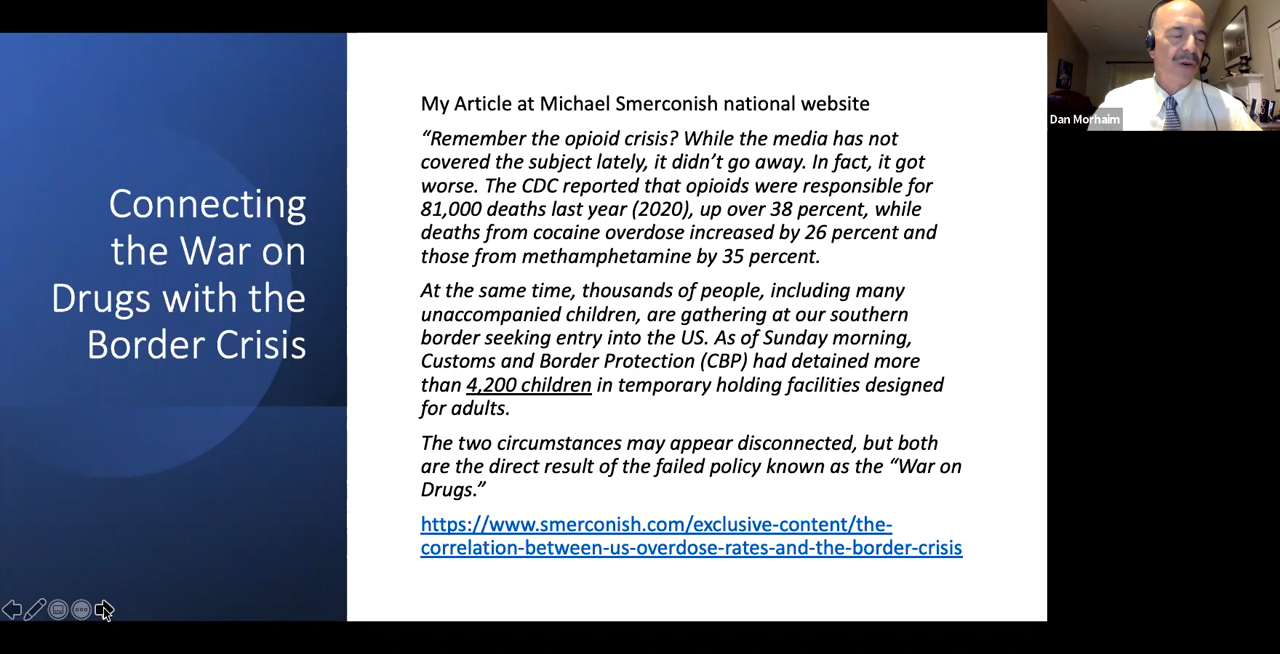 Connecting
the War on
Drugs with the
Border Crisis
My Article at Michael Smerconish national website
“Remember the opioid crisis? While the media has not
covered the subject lately, it didn’t go away. In fact, it got
worse. The CDC reported that opioids were responsible for
81,000 deaths last year (2020), up over 38 percent, while
deaths from cocaine overdose increased by 26 percent and
those from methamphetamine by 35 percent.
At the same time, thousands of people, including many
unaccompanied children, are gathering at our southern
border seeking entry into the US. As of Sunday morning,
Customs and Border Protection (CBP) had detained more
than 4,200 children in temporary holding facilities designed
for adults.
The two circumstances may appear disconnected, but both
are the direct result of the failed policy known as the “War on
Drugs.”
https://www.smerconish.com/exclusive-content/the-
correlation-between-us-overdose-rates-and-the-border-crisis
Dan Morhaim